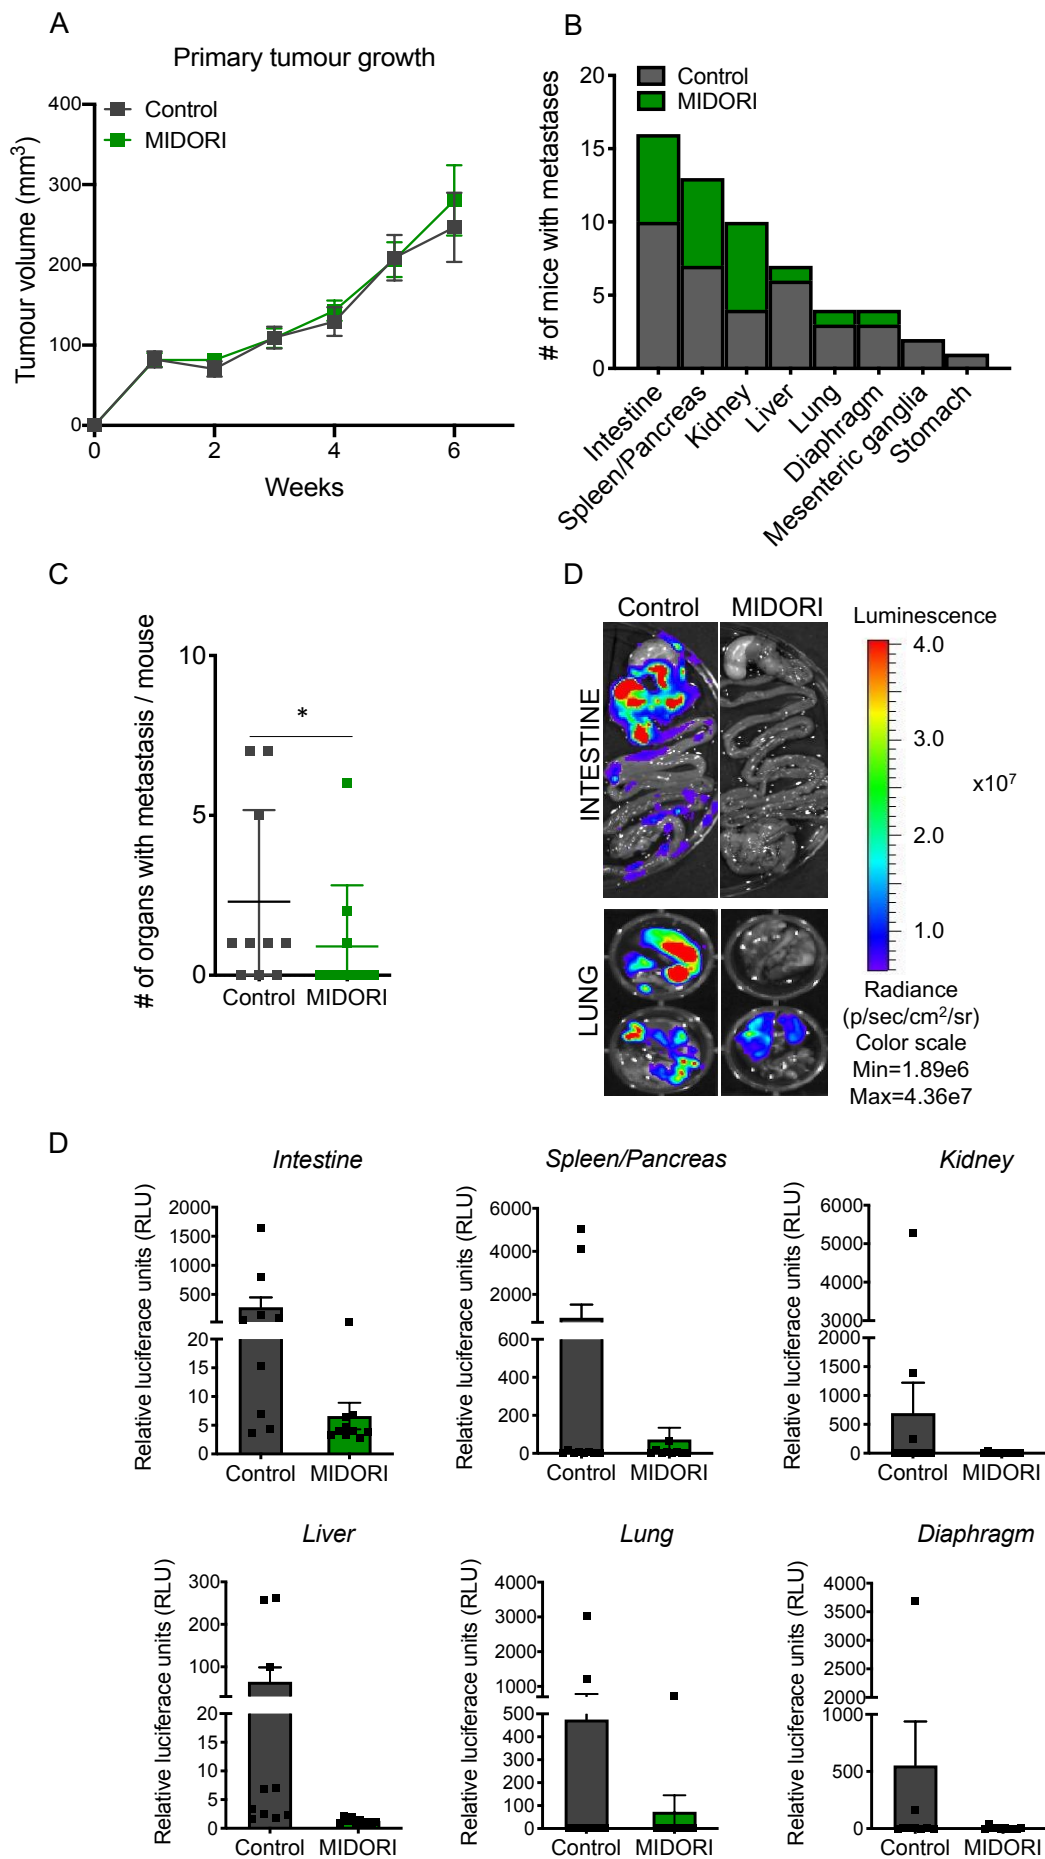 A
Primary tumour growth
Control
MIDORI
Tumour volume (mm³)
400
300
200
100
0
0
2
4
6
Weeks
B
Control
MIDORI
# of mice with metastases
20
15
10
5
0
Intestine
Spleen/Pancreas
Kidney
Liver
Lung
Diaphragm
Mesenteric ganglia
Stomach
C
# of organs with metastasis / mouse
10
5
0
*
Control
MIDORI
D
Control
MIDORI
INTESTINE
LUNG
Luminescence
4.0
3.0
2.0
1.0
x10⁷
Radiance
(p/sec/cm²/sr)
Color scale
Min=1.89e6
Max=4.36e7
D
Intestine
Relative luciferace units (RLU)
2000
1500
1000
500
20
15
10
5
0
Control
MIDORI
Spleen/Pancreas
Relative luciferace units (RLU)
6000
4000
2000
600
400
200
0
Control
MIDORI
Kidney
Relative luciferace units (RLU)
6000
5000
4000
3000
2000
1500
1000
500
0
Control
MIDORI
Liver
Relative luciferace units (RLU)
300
200
100
20
15
10
5
0
Control
MIDORI
Lung
Relative luciferace units (RLU)
4000
3000
2000
1000
500
400
300
200
100
0
Control
MIDORI
Diaphragm
Relative luciferace units (RLU)
4000
3500
3000
2500
2000
1000
500
0
Control
MIDORI